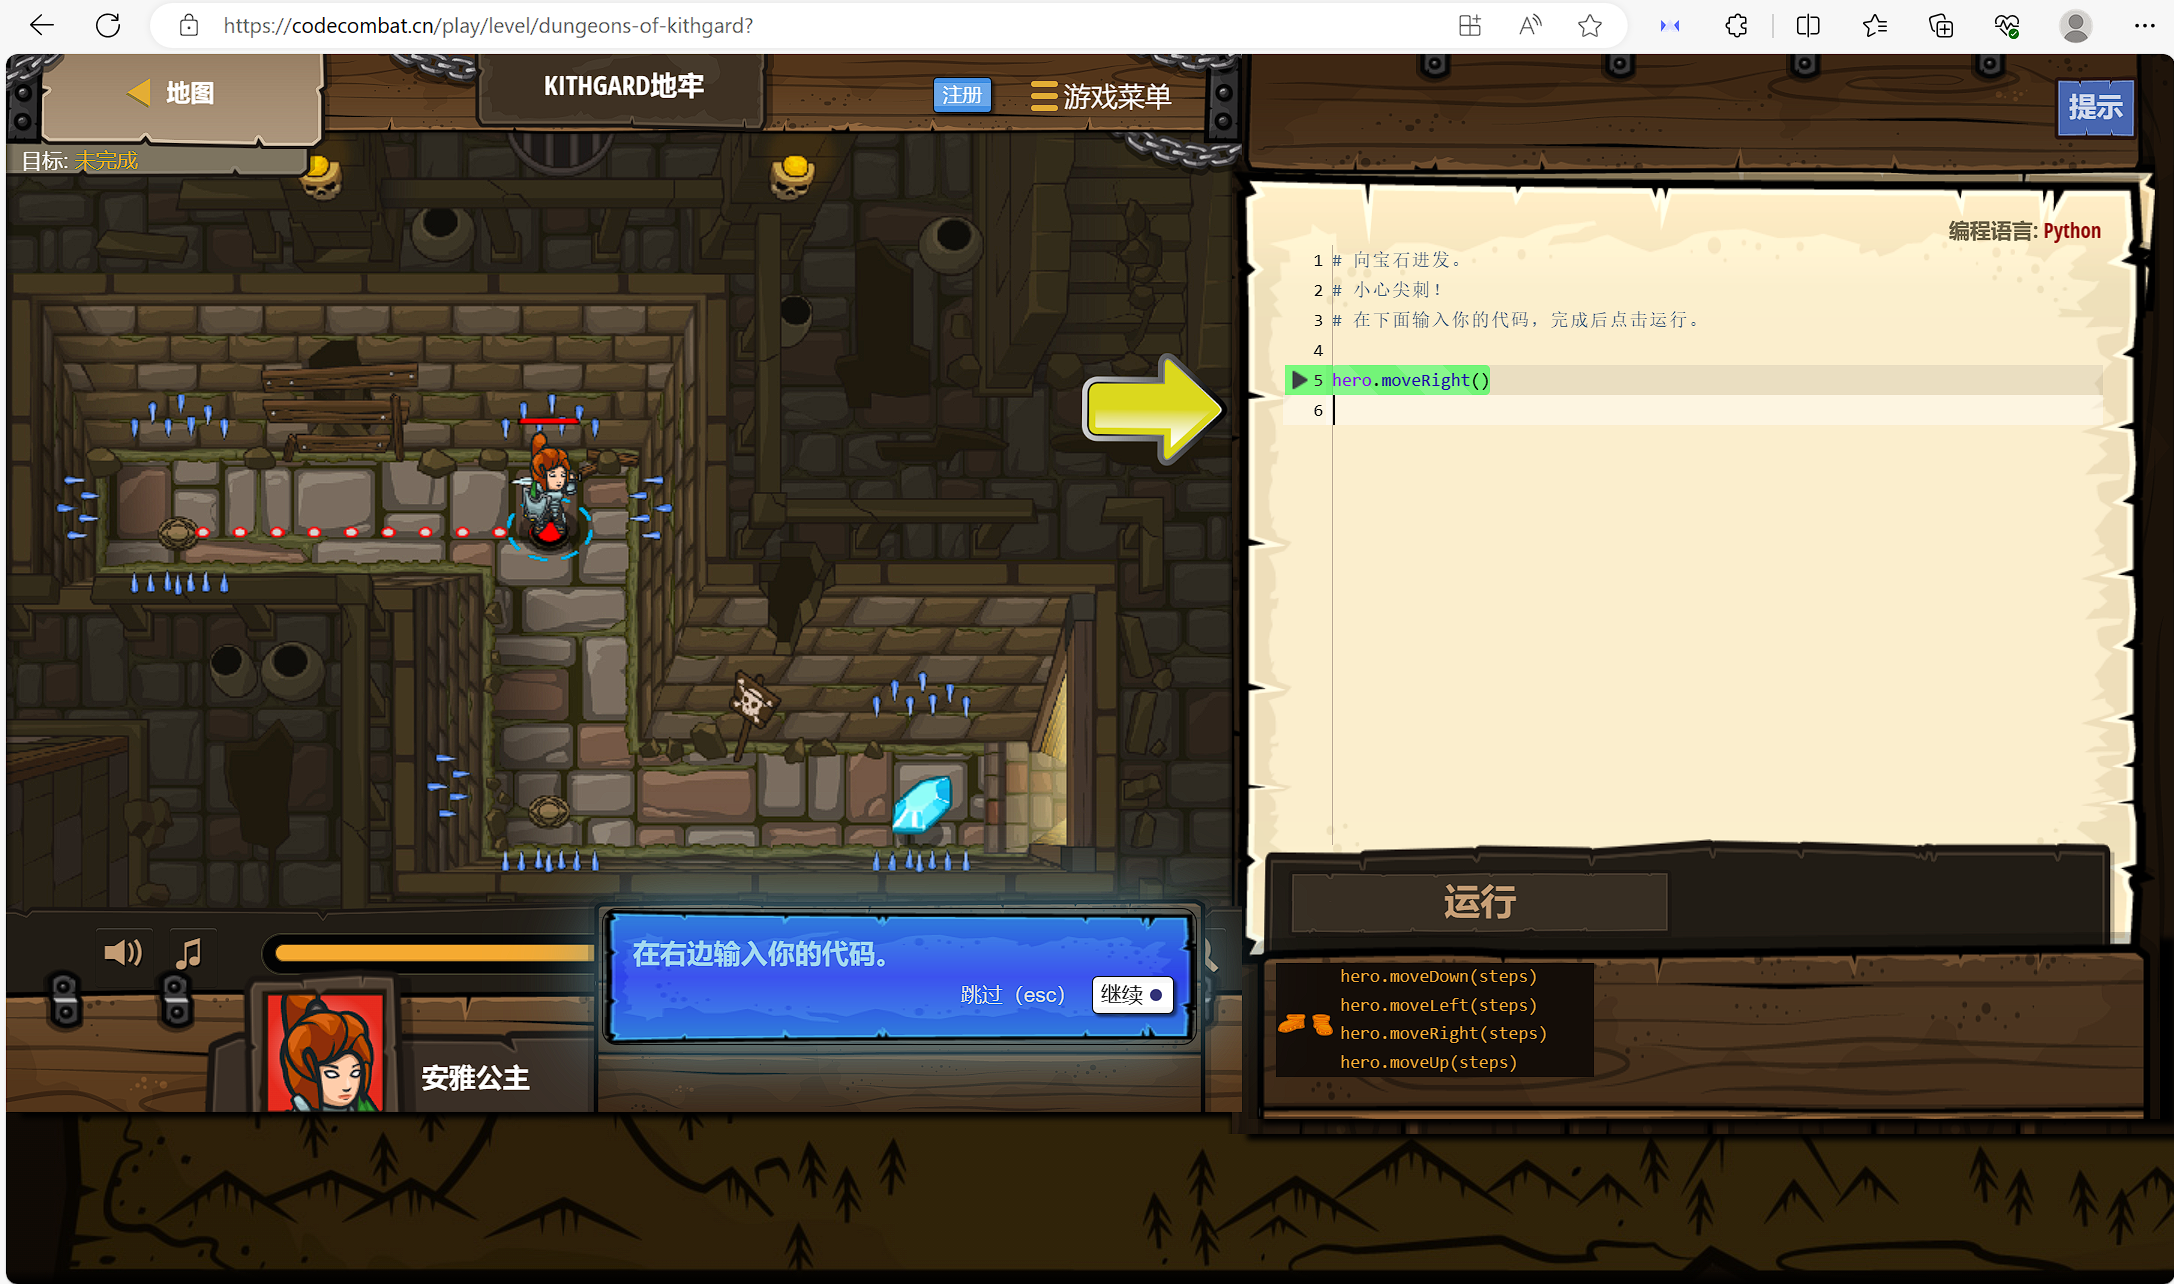 https://codecombat.cn/play/level/dungeons-of-kithgard?
地图
KITHGARD地牢
注册
游戏菜单
提示
目标: 未完成
编程语言: Python
1 # 向宝石进发。
2 # 小心尖刺！
3 # 在下面输入你的代码，完成后点击运行。
4
5 hero.moveRight()
6
运行
在右边输入你的代码。
跳过（esc）
继续
hero.moveDown(steps)
hero.moveLeft(steps)
hero.moveRight(steps)
hero.moveUp(steps)
安雅公主